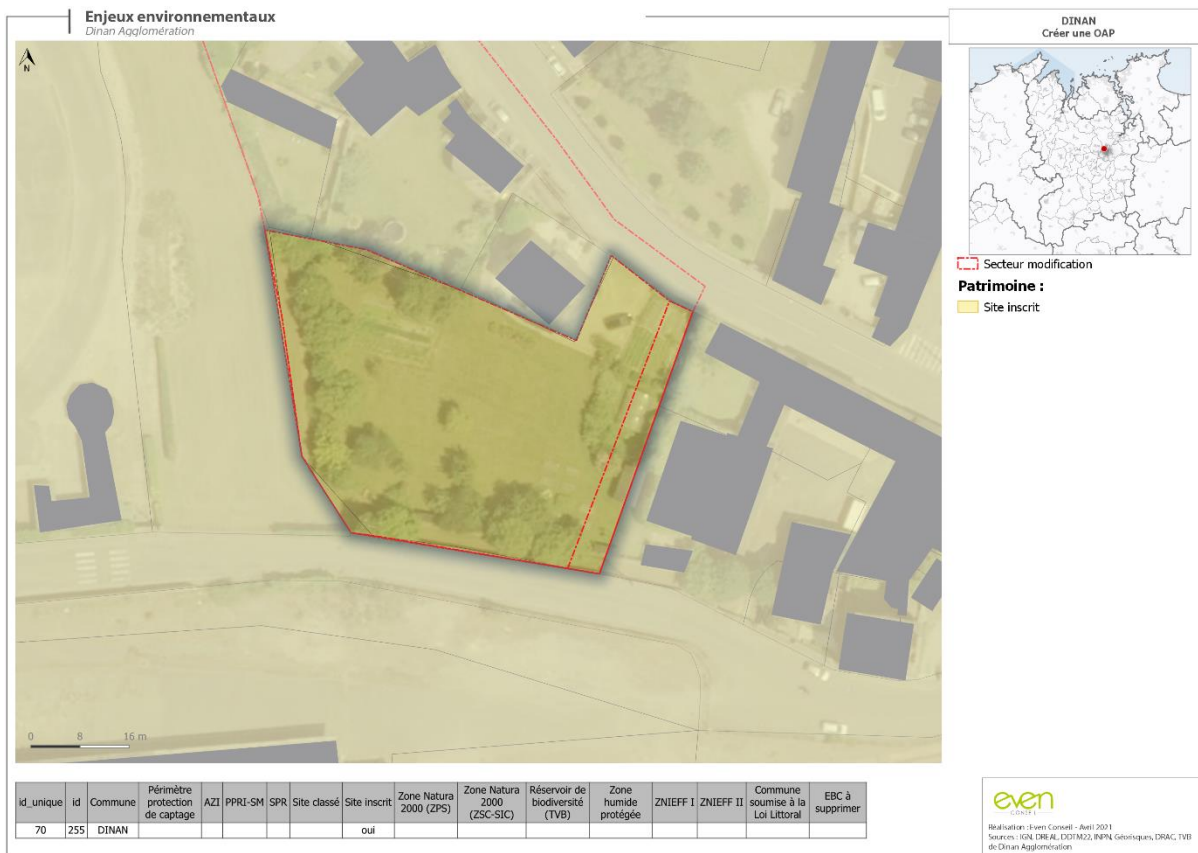 Enjeux environnementaux
Dinan Agglomération
DINAN
Créer une OAP
N
Secteur modification
Patrimoine :
Site inscrit
0 8 16 m
id_unique id Commune Périmètre protection de captage AZI PPRI-SM SPR Site classé Site inscrit Zone Natura 2000 (ZPS) Zone Natura 2000 (ZSC-SIC) Réservoir de biodiversité (TVB) Zone humide protégée ZNIEFF I ZNIEFF II Commune soumise à la Loi Littoral EBC à supprimer
70 255 DINAN oui
even
CONSEIL
Réalisation : Even Conseil - Avril 2021
Sources : IGN, DREAL, DDTM22, INPN, Géorisques, DRAC, TVB
de Dinan Agglomération